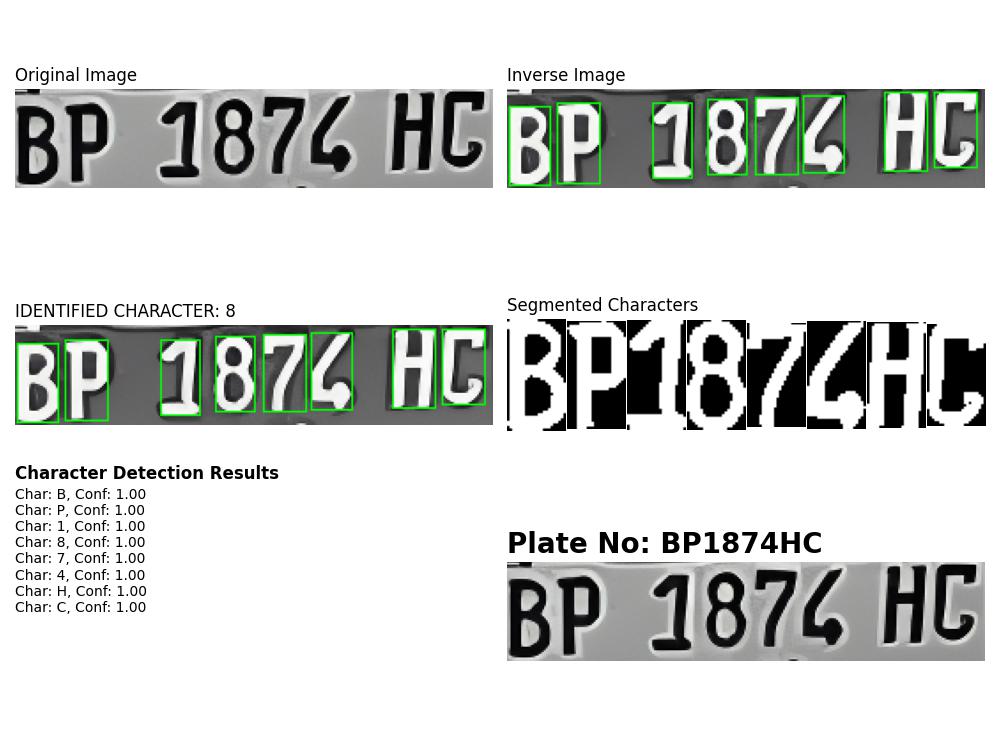 Original Image
BP 1874 HC
Inverse Image
BP 1874 HC
IDENTIFIED CHARACTER: 8
BP 1874 HC
Segmented Characters
BP1874HC
Character Detection Results
Char: B, Conf: 1.00
Char: P, Conf: 1.00
Char: 1, Conf: 1.00
Char: 8, Conf: 1.00
Char: 7, Conf: 1.00
Char: 4, Conf: 1.00
Char: H, Conf: 1.00
Char: C, Conf: 1.00
Plate No: BP1874HC
BP 1874 HC